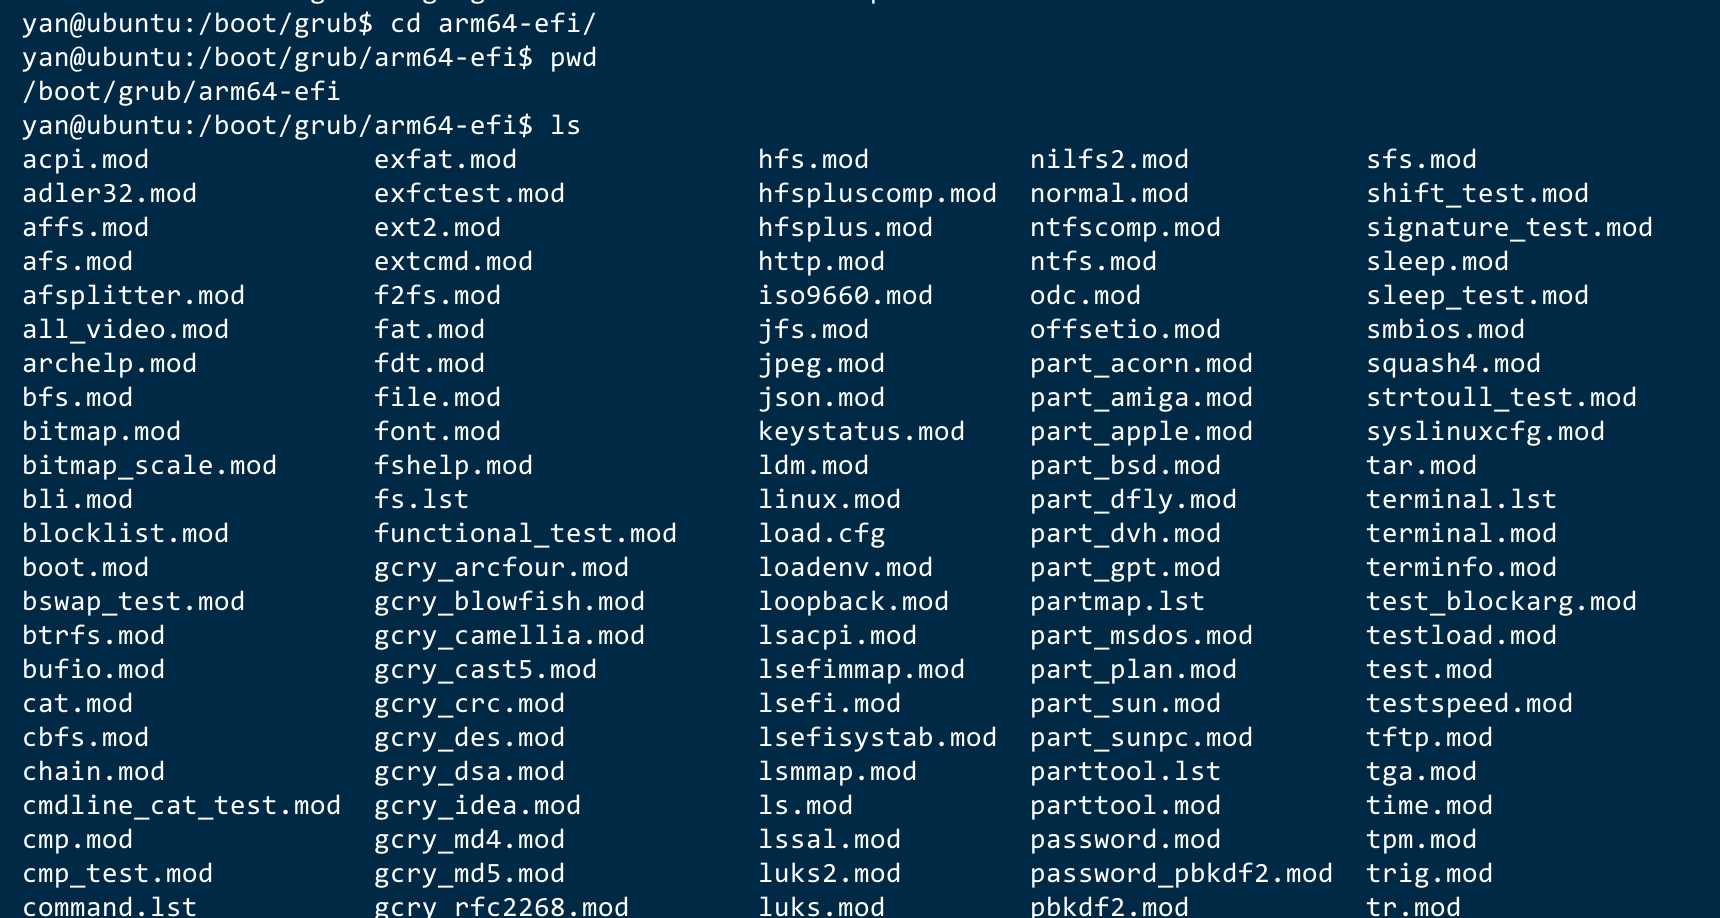 yan@ubuntu:/boot/grub$ cd arm64-efi/
yan@ubuntu:/boot/grub/arm64-efi$ pwd
/boot/grub/arm64-efi
yan@ubuntu:/boot/grub/arm64-efi$ ls
acpi.mod exfat.mod hfs.mod nilfs2.mod sfs.mod
adler32.mod exfctest.mod hfspluscomp.mod normal.mod shift_test.mod
affs.mod ext2.mod hfsplus.mod ntfscomp.mod signature_test.mod
afs.mod extcmd.mod http.mod ntfs.mod sleep.mod
afsplitter.mod f2fs.mod iso9660.mod odc.mod sleep_test.mod
all_video.mod fat.mod jfs.mod offsetio.mod smbios.mod
archelp.mod fdt.mod jpeg.mod part_acorn.mod squash4.mod
bfs.mod file.mod json.mod part_amiga.mod strtoull_test.mod
bitmap.mod font.mod keystatus.mod part_apple.mod syslinuxcfg.mod
bitmap_scale.mod fshelp.mod ldm.mod part_bsd.mod tar.mod
bli.mod fs.lst linux.mod part_dfly.mod terminal.lst
blocklist.mod functional_test.mod load.cfg part_dvh.mod terminal.mod
boot.mod gcry_arcfour.mod loadenv.mod part_gpt.mod terminfo.mod
bswap_test.mod gcry_blowfish.mod loopback.mod partmap.lst test_blockarg.mod
btrfs.mod gcry_camellia.mod lsacpi.mod part_msdos.mod testload.mod
bufio.mod gcry_cast5.mod lsefimmap.mod part_plan.mod test.mod
cat.mod gcry_crc.mod lsefi.mod part_sun.mod testspeed.mod
cbfs.mod gcry_des.mod lsefisystab.mod part_sunpc.mod tftp.mod
chain.mod gcry_dsa.mod lsmmap.mod parttool.lst tga.mod
cmdline_cat_test.mod gcry_idea.mod ls.mod parttool.mod time.mod
cmp.mod gcry_md4.mod lssal.mod password.mod tpm.mod
cmp_test.mod gcry_md5.mod luks2.mod password_pbkdf2.mod trig.mod
command.lst gcry_rfc2268.mod luks.mod pbkdf2.mod tr.mod